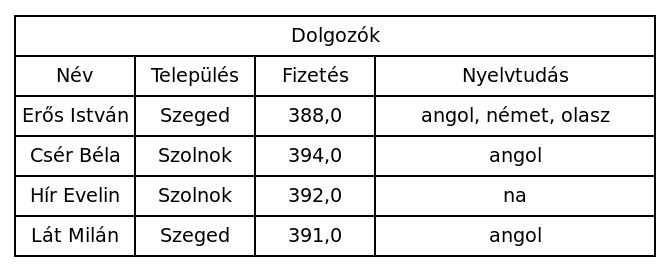 Dolgozók
Név Település Fizetés Nyelvtudás
Erős István Szeged 388,0 angol, német, olasz
Csér Béla Szolnok 394,0 angol
Hír Evelin Szolnok 392,0 na
Lát Milán Szeged 391,0 angol